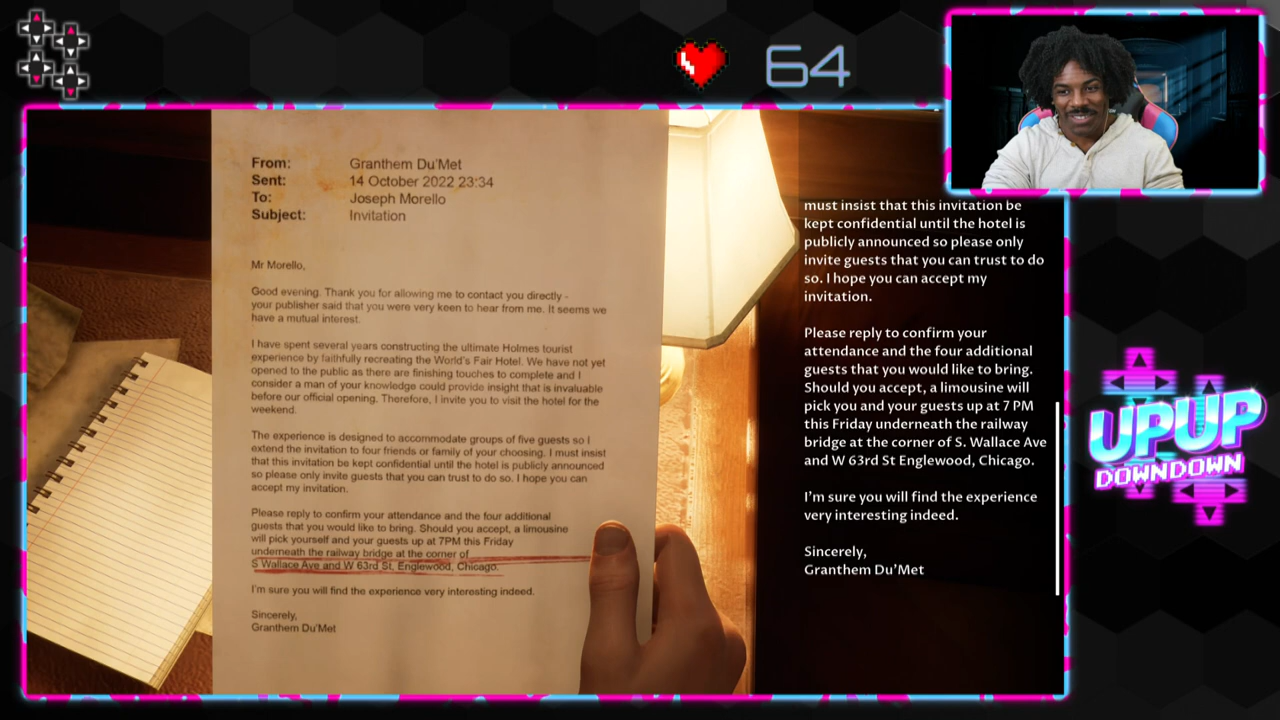 64
From: Granthem Du'Met
Sent: 14 October 2022 23:34
To: Joseph Morello
Subject: Invitation
Mr Morello,
Good evening. Thank you for allowing me to contact you directly -
your publisher said that you were very keen to hear from me. It seems we
have a mutual interest.
I have spent several years constructing the ultimate Holmes tourist
experience by faithfully recreating the World's Fair Hotel. We have not yet
opened to the public as there are finishing touches to complete and I
consider a man of your knowledge could provide insight that is invaluable
before our official opening. Therefore, I invite you to visit the hotel for the
weekend.
The experience is designed to accommodate groups of five guests so I
extend the invitation to four friends or family of your choosing. I must insist
that this invitation be kept confidential until the hotel is publicly announced
so please only invite guests that you can trust to do so. I hope you can
accept my invitation.
Please reply to confirm your attendance and the four additional
guests that you would like to bring. Should you accept, a limousine
will pick yourself and your guests up at 7PM this Friday
underneath the railway bridge at the corner of
S Wallace Ave and W 63rd St, Englewood, Chicago.
I'm sure you will find the experience very interesting indeed.
Sincerely,
Granthem Du'Met
must insist that this invitation be
kept confidential until the hotel is
publicly announced so please only
invite guests that you can trust to do
so. I hope you can accept my
invitation.
Please reply to confirm your
attendance and the four additional
guests that you would like to bring.
Should you accept, a limousine will
pick you and your guests up at 7 PM
this Friday underneath the railway
bridge at the corner of S. Wallace Ave
and W 63rd St Englewood, Chicago.
I'm sure you will find the experience
very interesting indeed.
Sincerely,
Granthem Du'Met
UPUP
DOWNDOWN